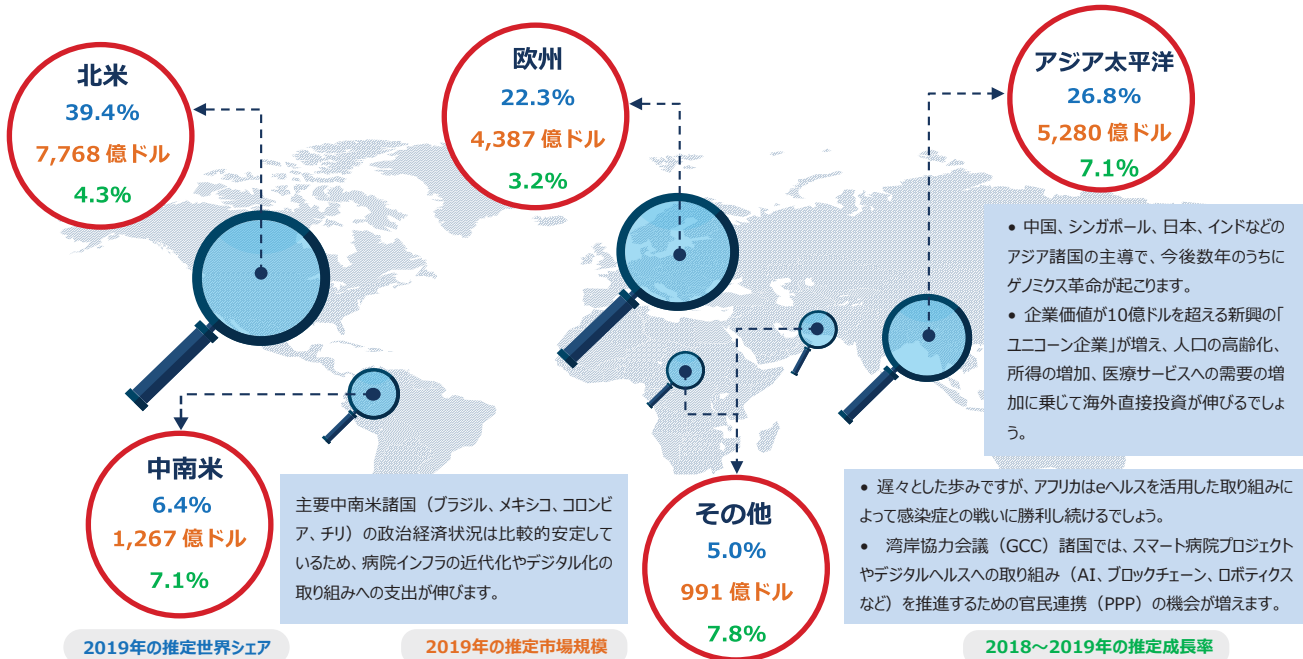 北米
39.4%
7,768 億ドル
4.3%
欧州
22.3%
4,387 億ドル
3.2%
アジア太平洋
26.8%
5,280 億ドル
7.1%
• 中国、シンガポール、日本、インドなどの
アジア諸国の主導で、今後数年のうちに
ゲノミクス革命が起こります。
• 企業価値が10億ドルを超える新興の「
ユニコーン企業」が増え、人口の高齢化、
所得の増加、医療サービスへの需要の増
加に乗じて海外直接投資が伸びるでしょ
う。
中南米
6.4%
1,267 億ドル
7.1%
主要中南米諸国（ブラジル、メキシコ、コロンビ
ア、チリ）の政治経済状況は比較的安定して
いるため、病院インフラの近代化やデジタル化の
取り組みへの支出が伸びます。
その他
5.0%
991 億ドル
7.8%
• 遅々とした歩みですが、アフリカはeヘルスを活用した取り組みに
よって感染症との戦いに勝利し続けるでしょう。
• 湾岸協力会議（GCC）諸国では、スマート病院プロジェクト
やデジタルヘルスへの取り組み（AI、ブロックチェーン、ロボティクス
など）を推進するための官民連携（PPP）の機会が増えます。
2019年の推定世界シェア
2019年の推定市場規模
2018～2019年の推定成長率